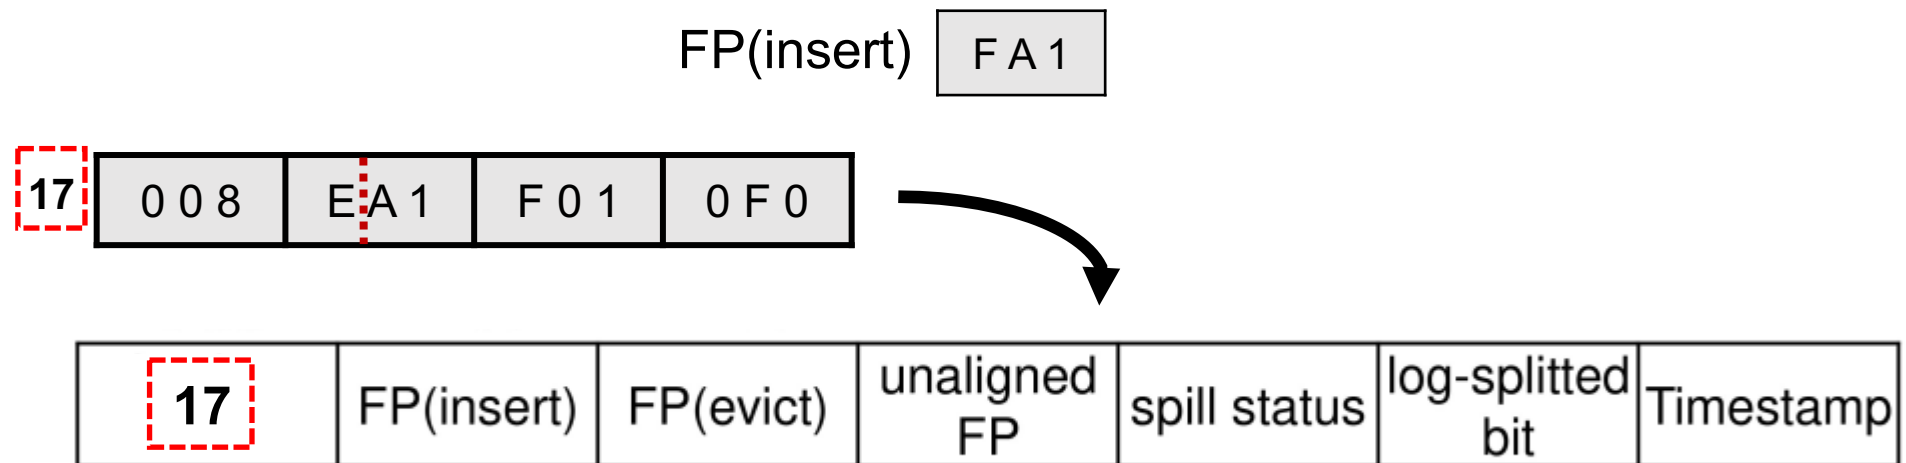 FP(insert) F A 1
17 0 0 8 E A 1 F 0 1 0 F 0
17 FP(insert) FP(evict) unaligned FP spill status log-splitted bit Timestamp